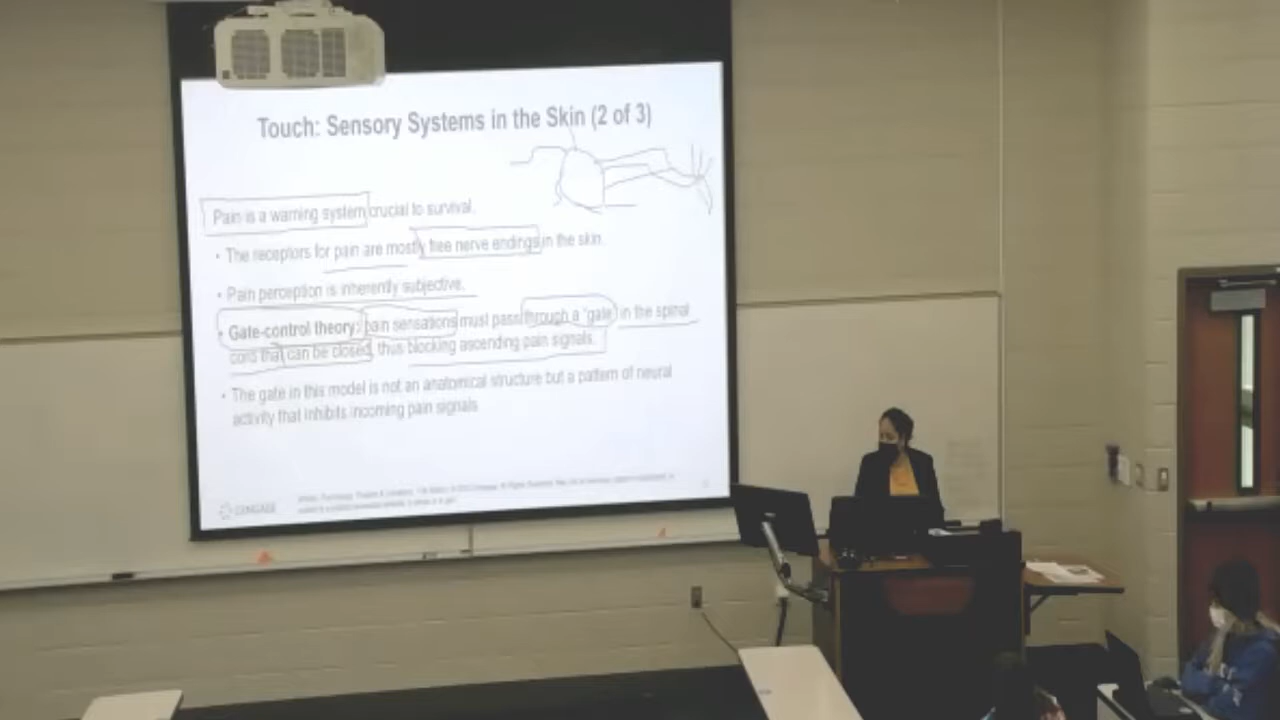 Touch: Sensory Systems in the Skin (2 of 3)
Pain is a warning system crucial to survival.
• The receptors for pain are mostly free nerve endings in the skin.
• Pain perception is inherently subjective.
• Gate-control theory: pain sensations must pass through a "gate" in the spinal
cord that can be closed, thus blocking ascending pain signals.
• The gate in this model is not an anatomical structure but a pattern of neural
activity that inhibits incoming pain signals
CENGAGE